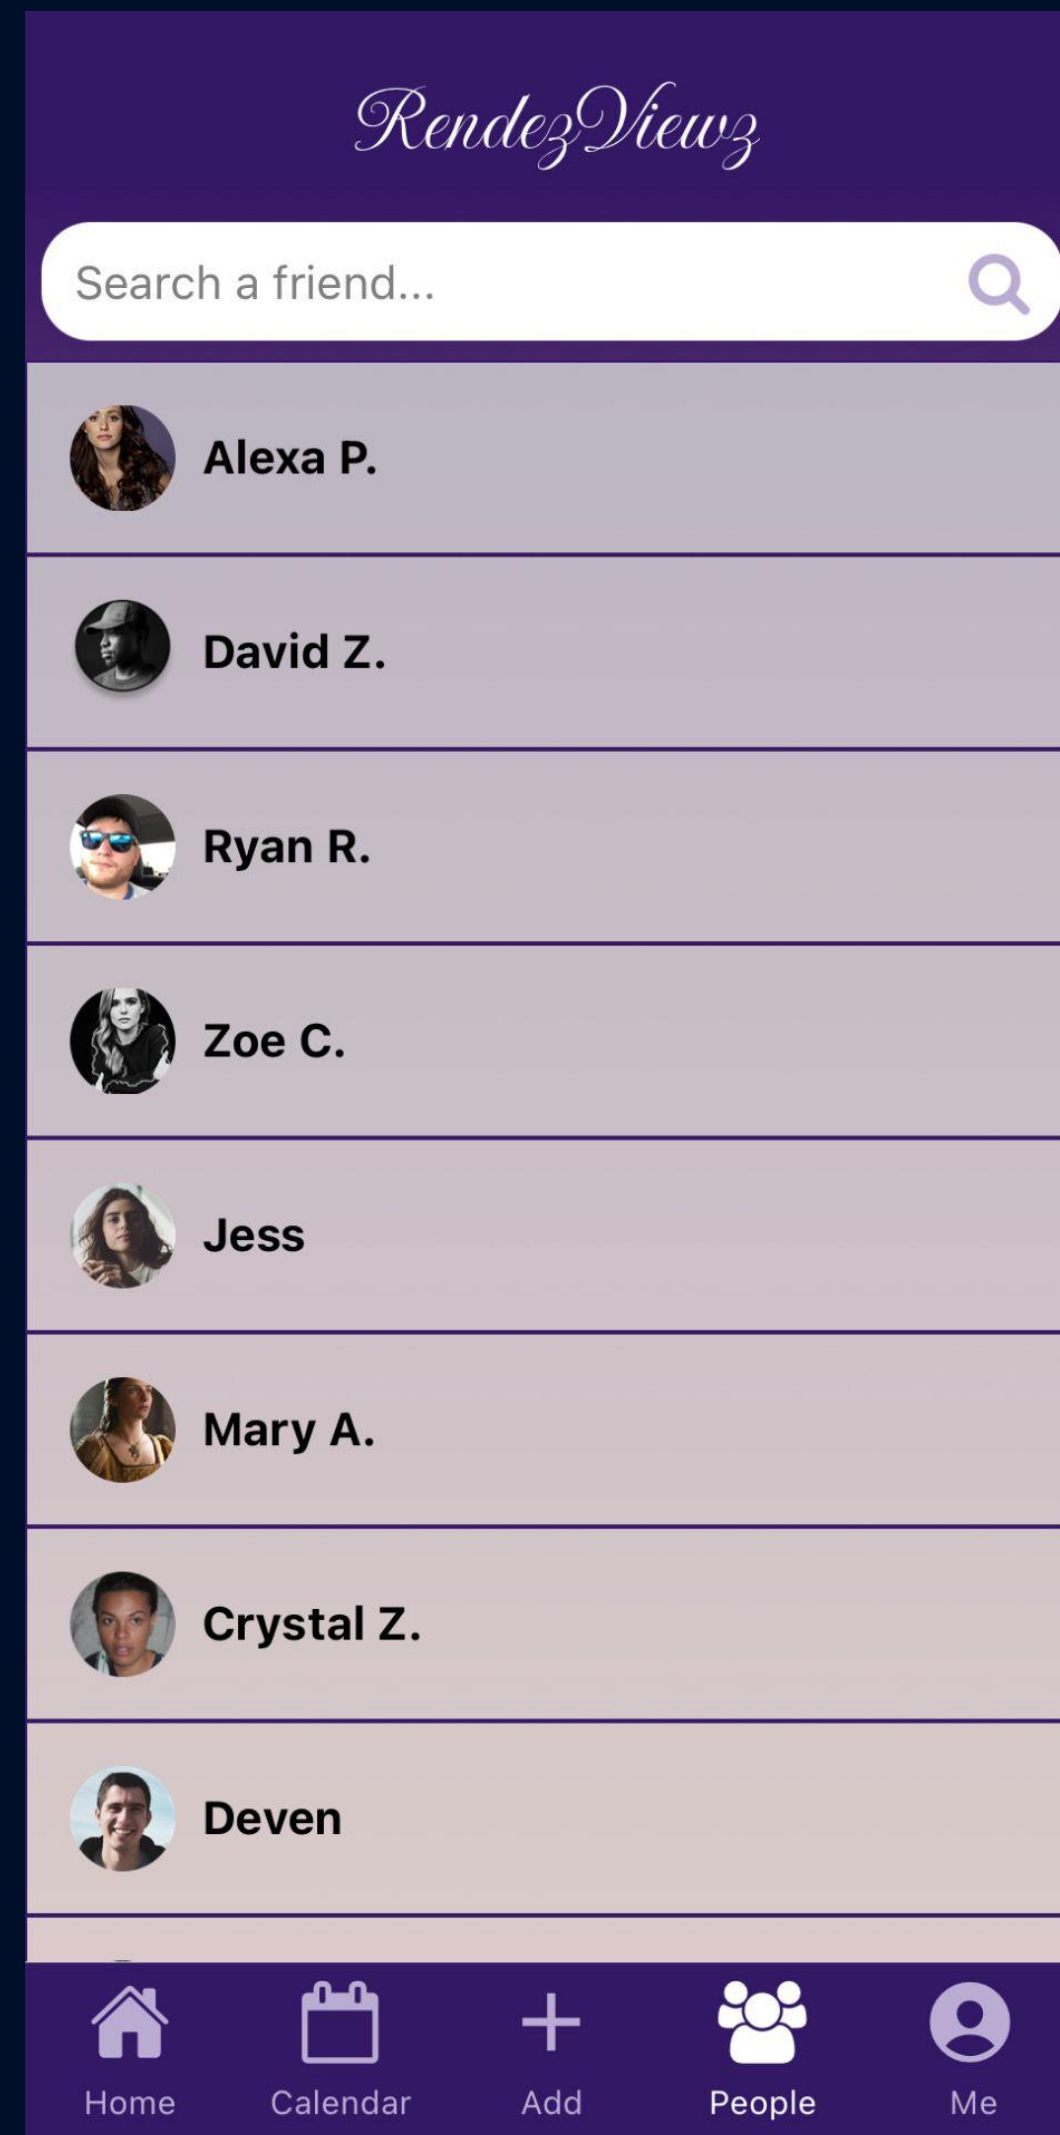 RendezViewz
Search a friend...
Alexa P.
David Z.
Ryan R.
Zoe C.
Jess
Mary A.
Crystal Z.
Deven
Home Calendar Add People Me